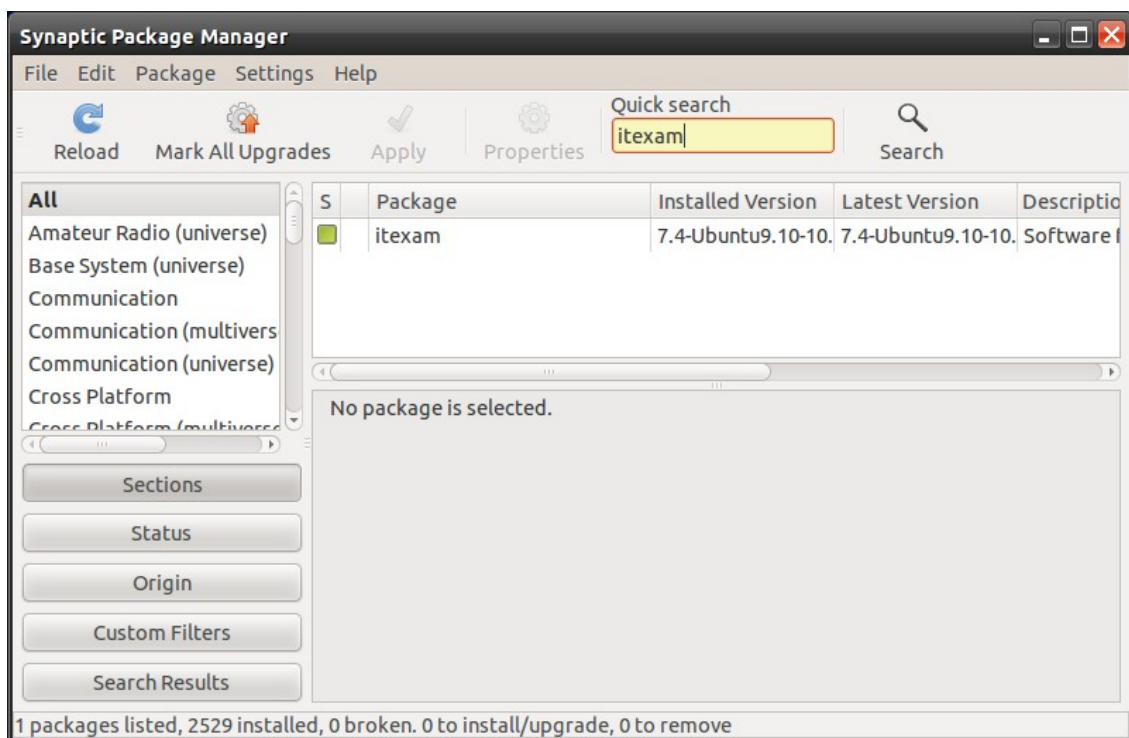 Synaptic Package Manager
File Edit Package Settings Help
Quick search
itexam
Reload Mark All Upgrades Apply Properties Search
All
Amateur Radio (universe)
Base System (universe)
Communication
Communication (multivers
Communication (universe)
Cross Platform
Cross Platform (multiverse
S Package Installed Version Latest Version Descriptio
itexam 7.4-Ubuntu9.10-10. 7.4-Ubuntu9.10-10. Software f
No package is selected.
Sections
Status
Origin
Custom Filters
Search Results
1 packages listed, 2529 installed, 0 broken. 0 to install/upgrade, 0 to remove